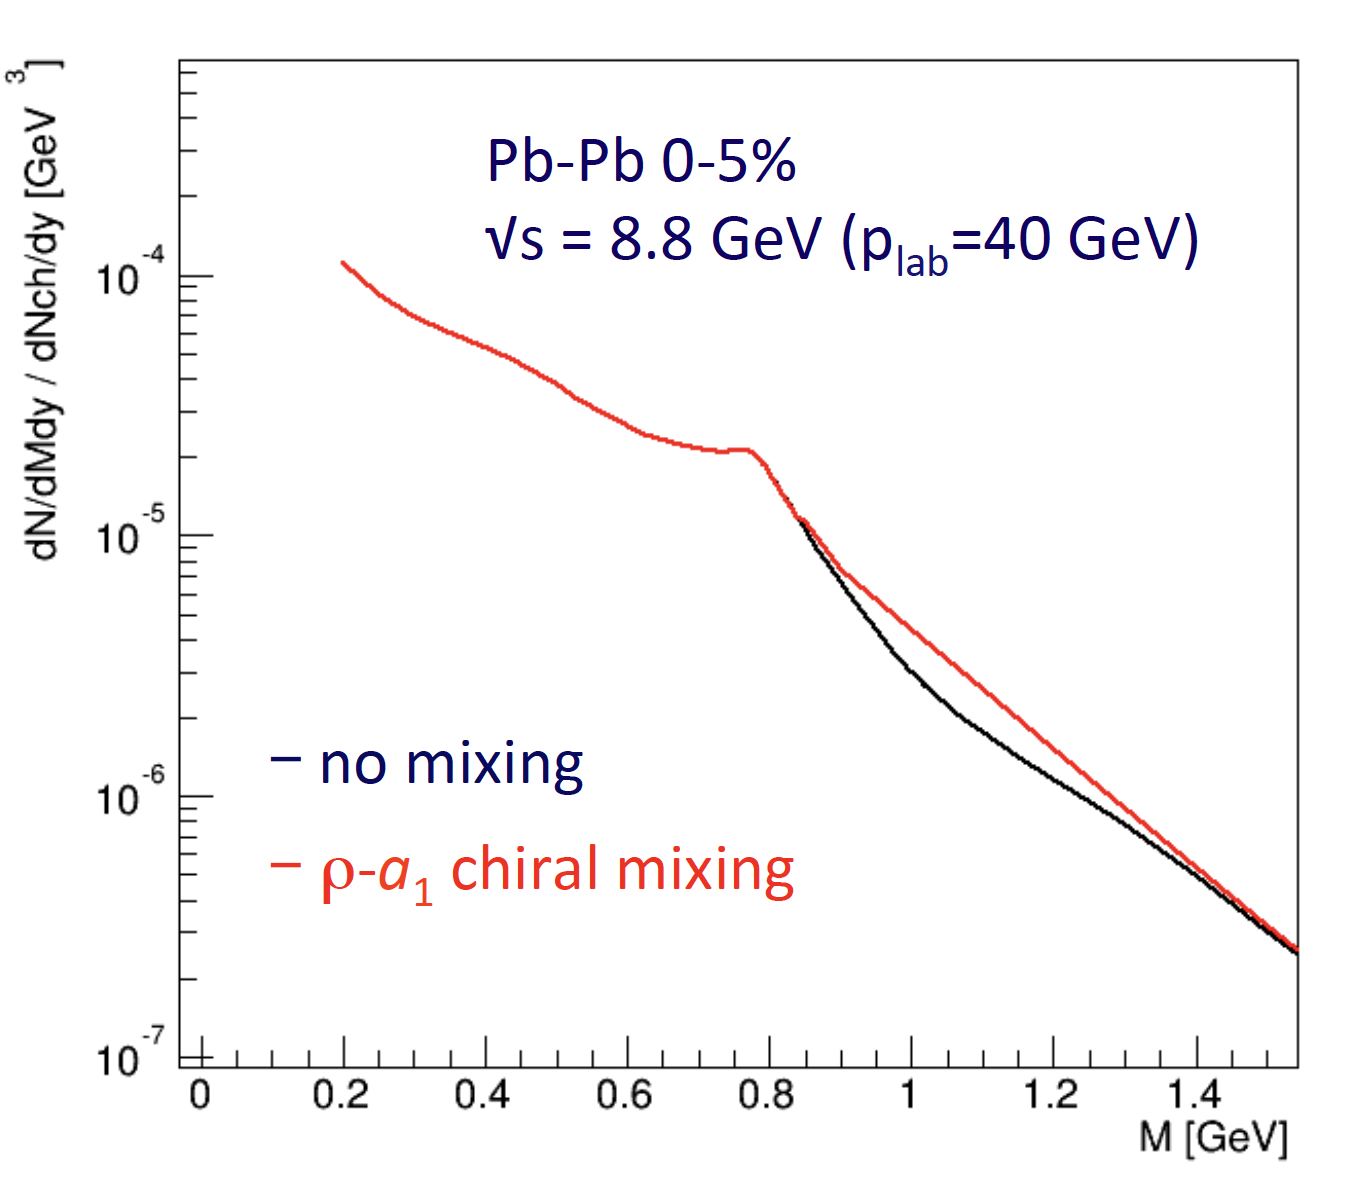 dN/dMdy / dNch/dy [GeV³]
Pb-Pb 0-5%
√s = 8.8 GeV (p_lab=40 GeV)
10⁻⁴
10⁻⁵
10⁻⁶
10⁻⁷
– no mixing
– ρ-a₁ chiral mixing
0 0.2 0.4 0.6 0.8 1 1.2 1.4
M [GeV]